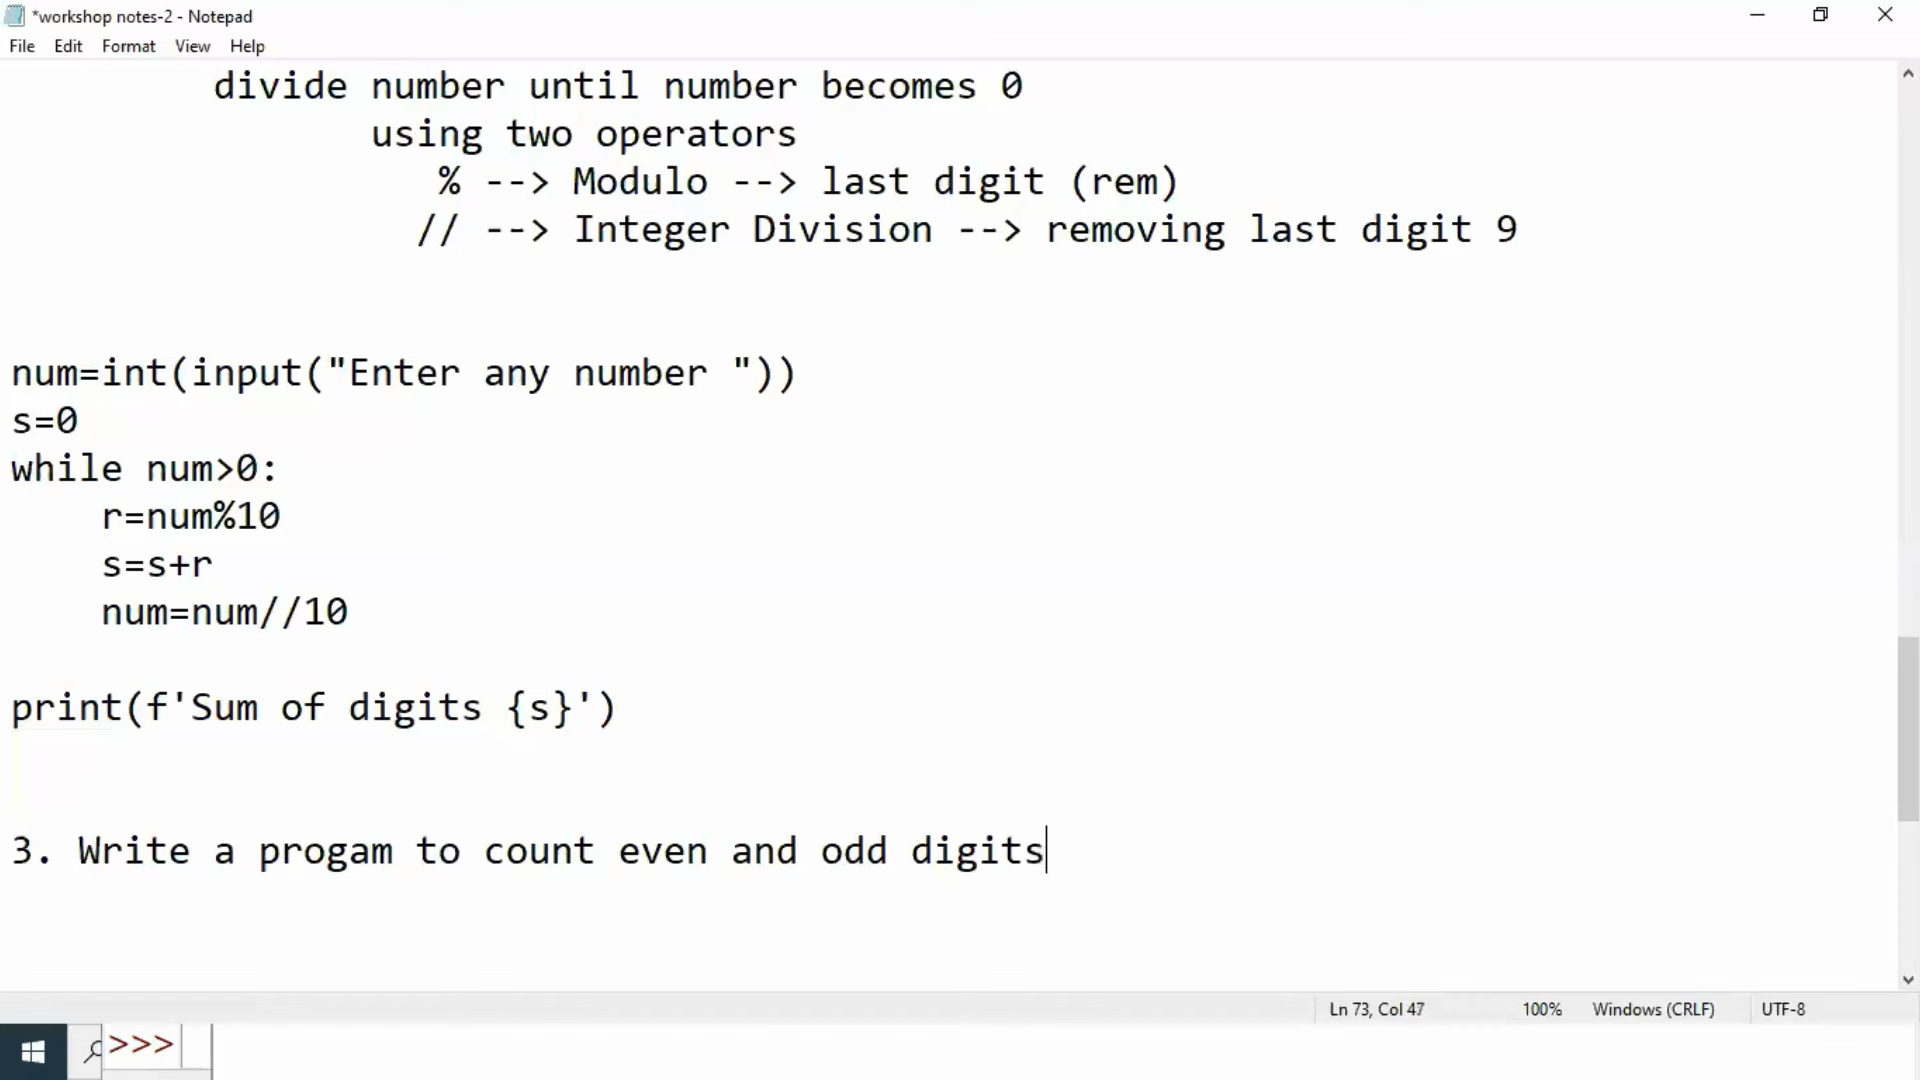 *workshop notes-2 - Notepad
File Edit Format View Help
divide number until number becomes 0
using two operators
% --> Modulo --> last digit (rem)
// --> Integer Division --> removing last digit 9
num=int(input("Enter any number "))
s=0
while num>0:
r=num%10
s=s+r
num=num//10
print(f'Sum of digits {s}')
3. Write a progam to count even and odd digits
Ln 73, Col 47 100% Windows (CRLF) UTF-8
>>>